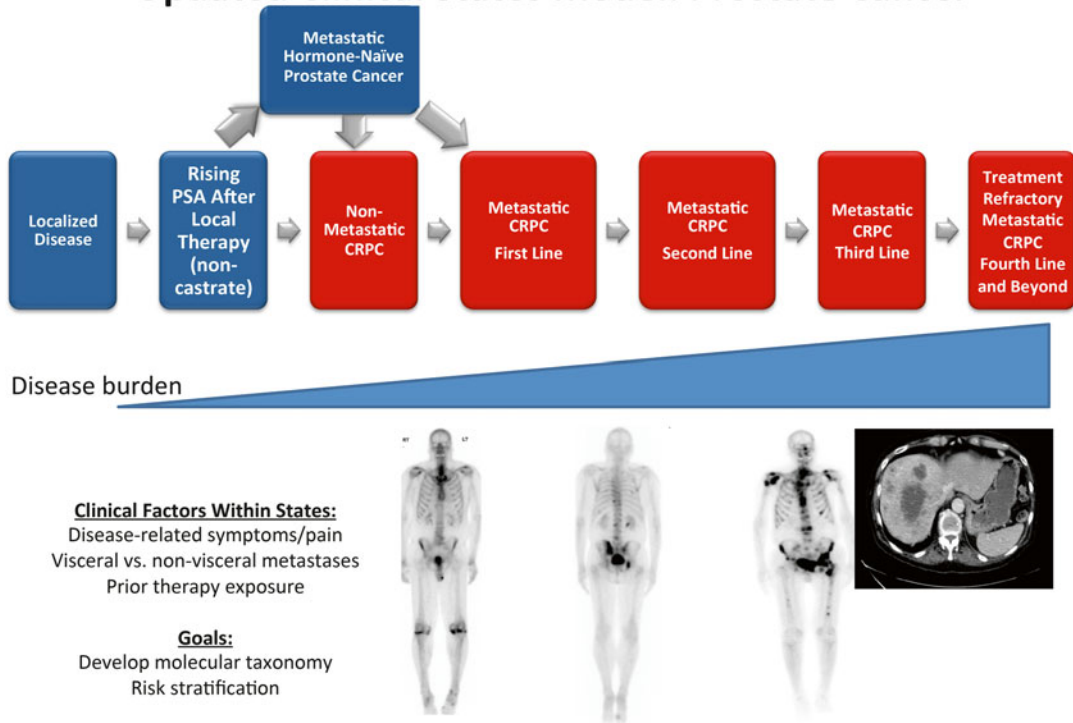 Metastatic
Hormone-Naïve
Prostate Cancer
Localized
Disease
Rising
PSA After
Local
Therapy
(non-
castrate)
Non-
Metastatic
CRPC
Metastatic
CRPC
First Line
Metastatic
CRPC
Second Line
Metastatic
CRPC
Third Line
Treatment
Refractory
Metastatic
CRPC
Fourth Line
and Beyond
Disease burden
RT
LT
Clinical Factors Within States:
Disease-related symptoms/pain
Visceral vs. non-visceral metastases
Prior therapy exposure
Goals:
Develop molecular taxonomy
Risk stratification